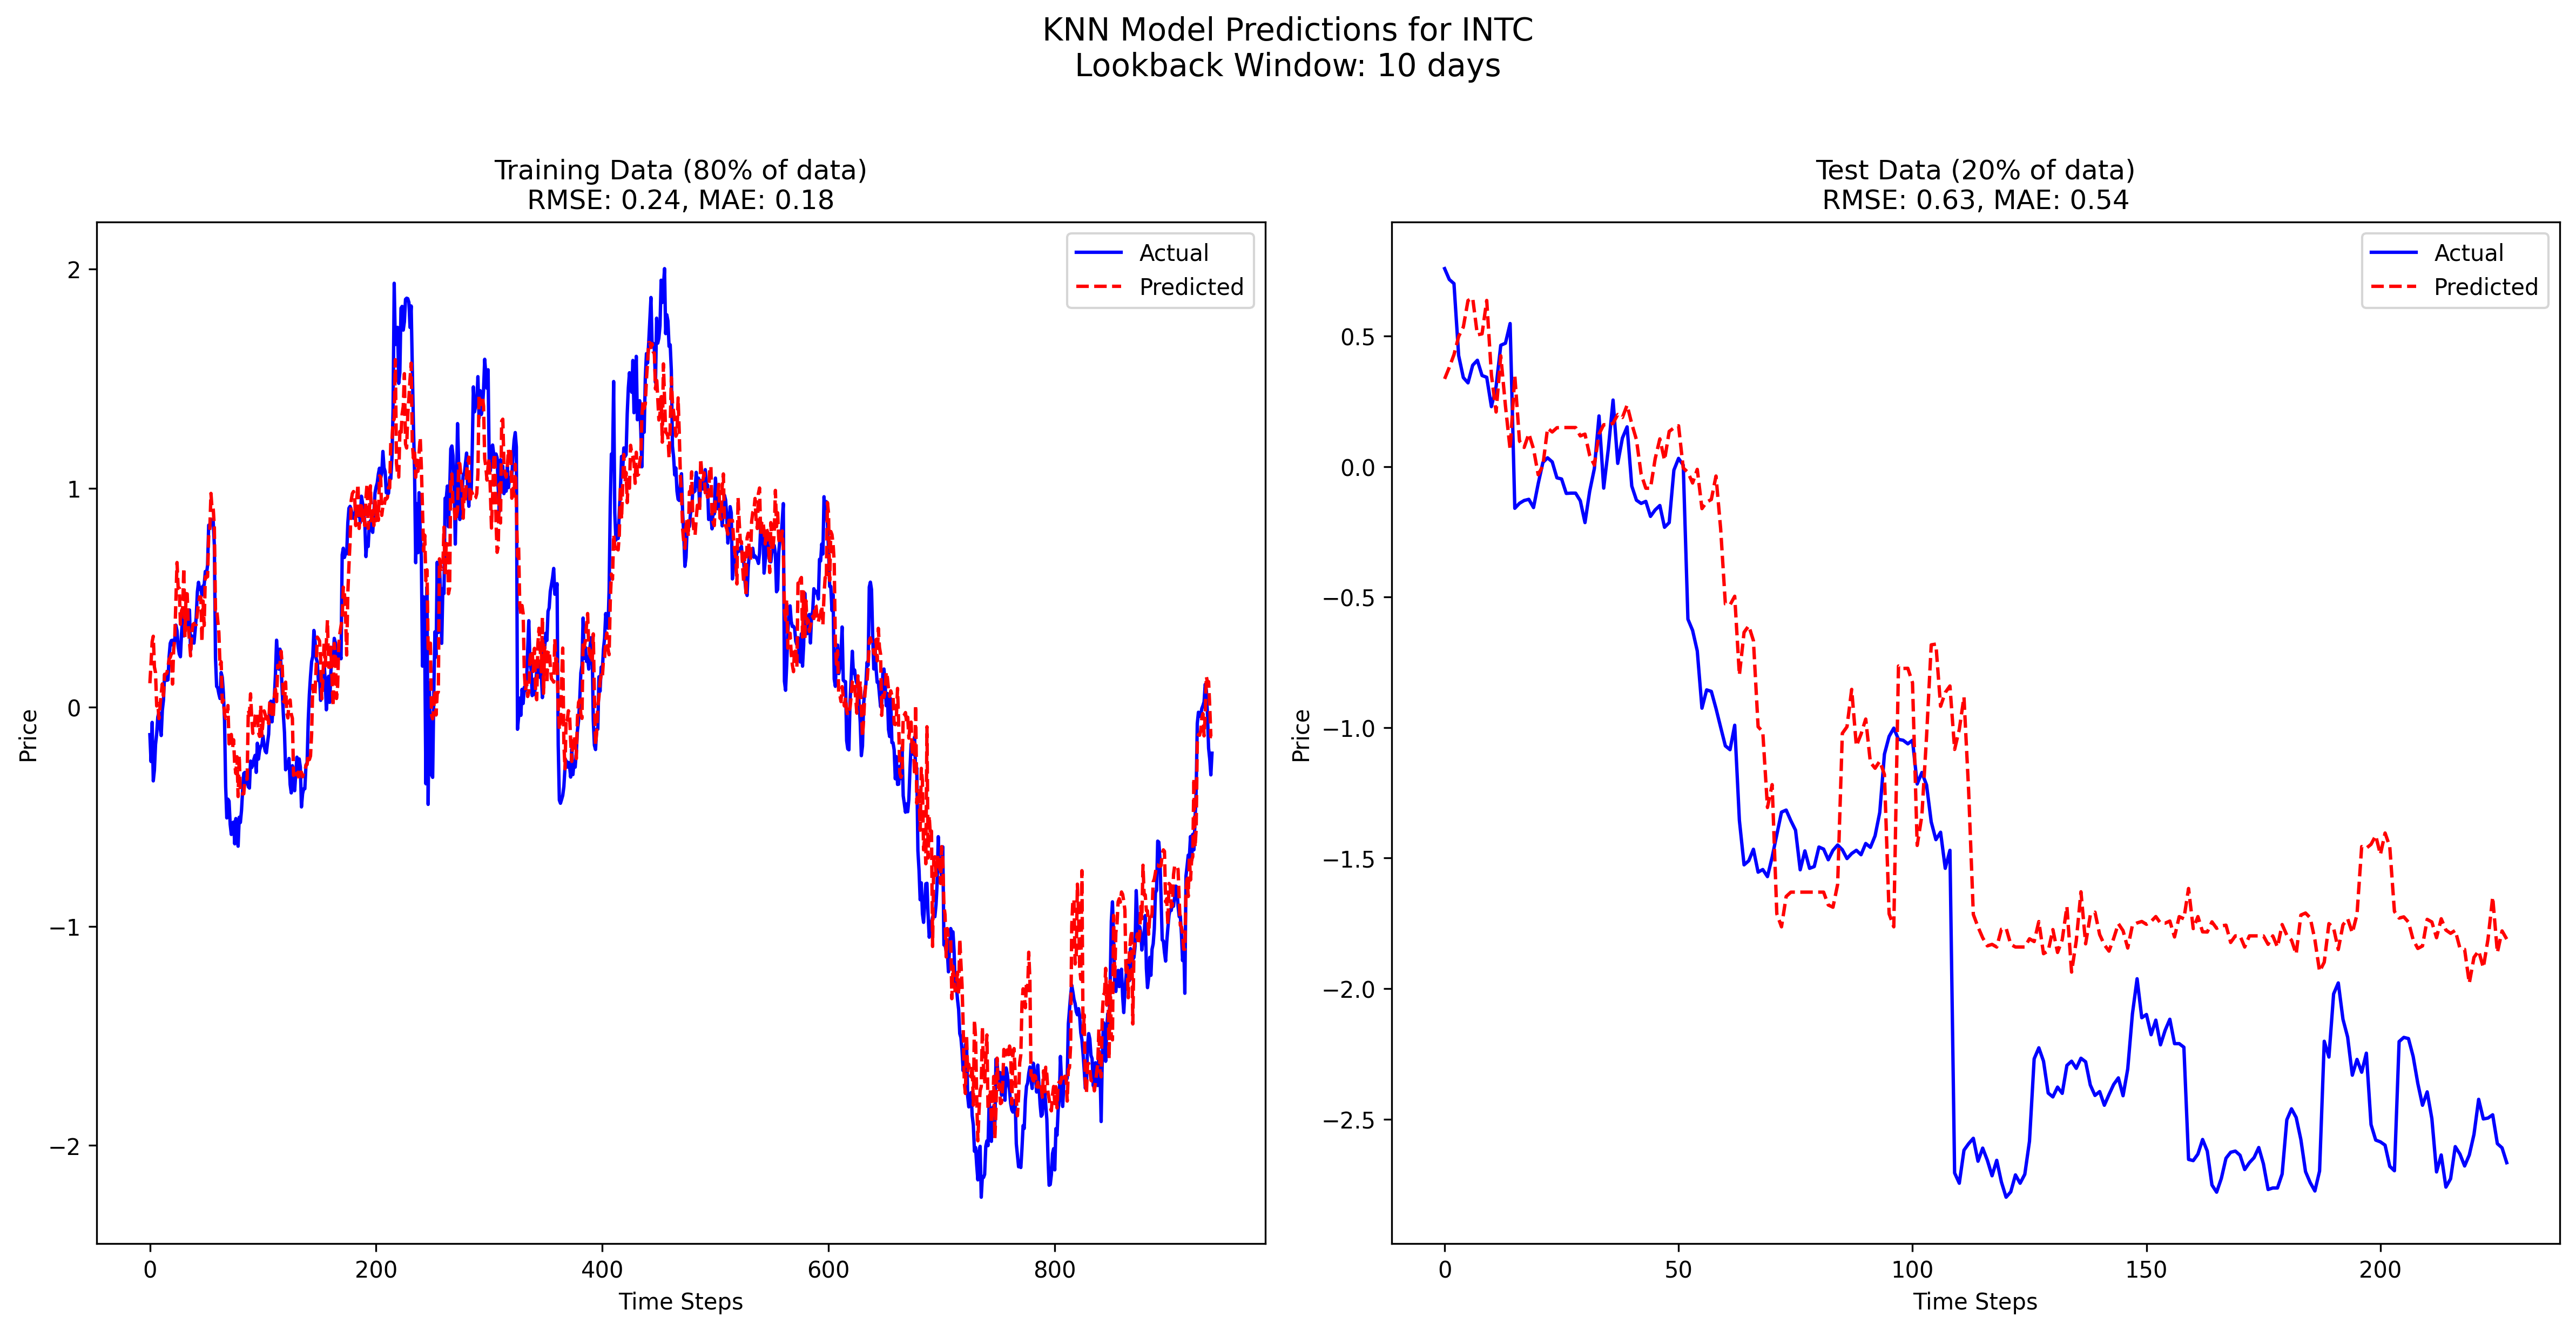 KNN Model Predictions for INTC
Lookback Window: 10 days
Training Data (80% of data)
RMSE: 0.24, MAE: 0.18
Actual
Predicted
2
1
0
−1
−2
Price
0
200
400
600
800
Time Steps
Test Data (20% of data)
RMSE: 0.63, MAE: 0.54
Actual
Predicted
0.5
0.0
−0.5
−1.0
−1.5
−2.0
−2.5
Price
0
50
100
150
200
Time Steps